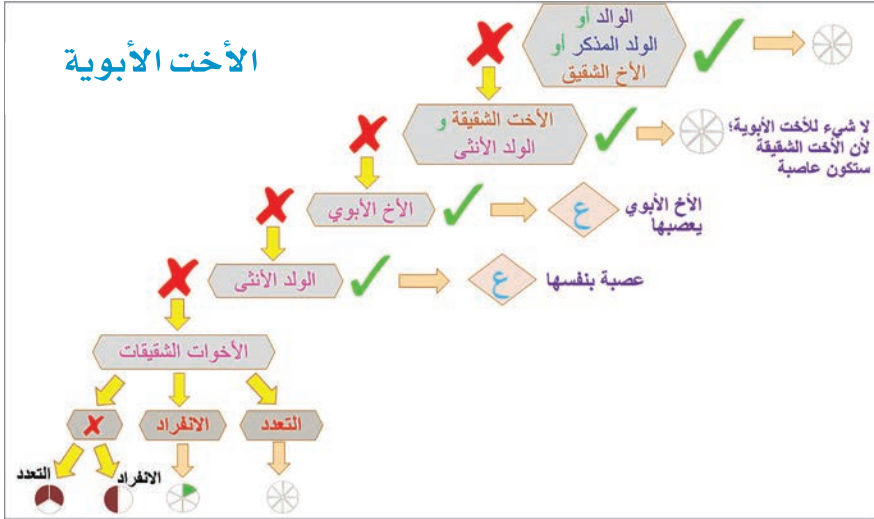 الأخت الأبوية
الوالد أو
الولد المذكر أو
الأخ الشقيق
الأخت الشقيقة و
الولد الأنثى
لا شيء للأخت الأبوية؛
لأن الأخت الشقيقة
ستكون عاصبة
الأخ الأبوي
ع
الأخ الأبوي
يعصبها
الولد الأنثى
ع
عصبة بنفسها
الأخوات الشقيقات
التعدد
الانفراد
الانفراد
التعدد